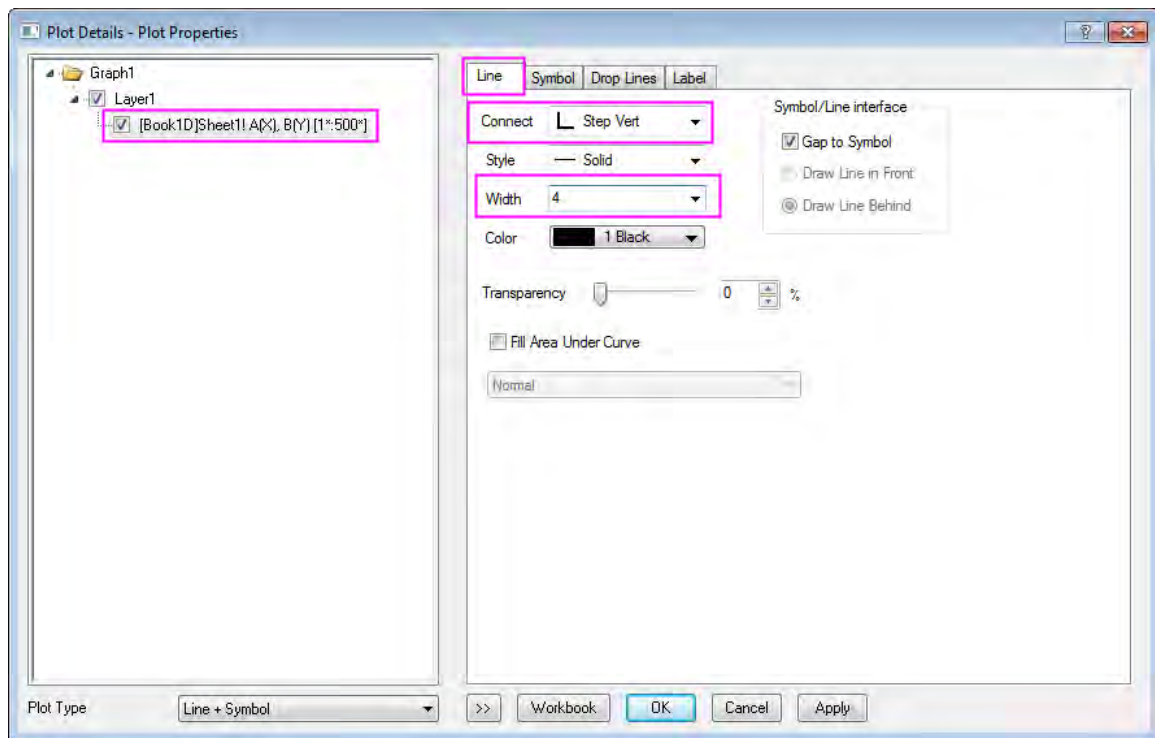 Plot Details - Plot Properties
Graph1
Layer1
[Book1D]Sheet1! A(X), B(Y) [1*:500*]
Line
Symbol
Drop Lines
Label
Connect
Step Vert
Style
Solid
Width
4
Color
1 Black
Transparency
0
%
Fill Area Under Curve
Normal
Symbol/Line interface
Gap to Symbol
Draw Line in Front
Draw Line Behind
Plot Type
Line + Symbol
>>
Workbook
OK
Cancel
Apply